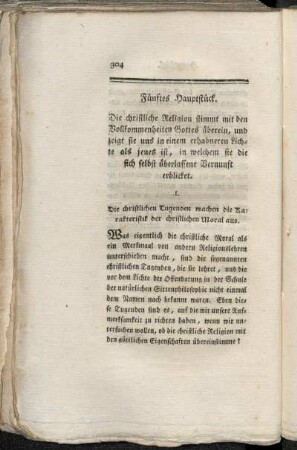 304
Fünftes Hauptstück.
Die christliche Religion stimmt mit den
Vollkommenheiten Gottes überein, und
zeigt sie uns in einem erhabneren Lich-
te als jenes ist, in welchem sie die
sich selbst überlassene Vernunft
erblicket.
1.
Die christlichen Tugenden machen die Ka-
rakteristik der christlichen Moral aus.
Was eigentlich die christliche Moral als
ein Merkmaal von andern Religionslehren
unterschieden macht, sind die sogenannten
christlichen Tugenden, die sie lehret, und die
vor dem Lichte der Offenbarung in der Schule
der natürlichen Sittenphilosophie nicht einmal
dem Namen nach bekannt waren. Eben die-
se Tugenden sind es, auf die wir unsre Aufs-
merksamkeit zu richten haben, wenn wir un-
tersuchen wollen, ob die christliche Religion mit
den göttlichen Eigenschaften übereinstimme?